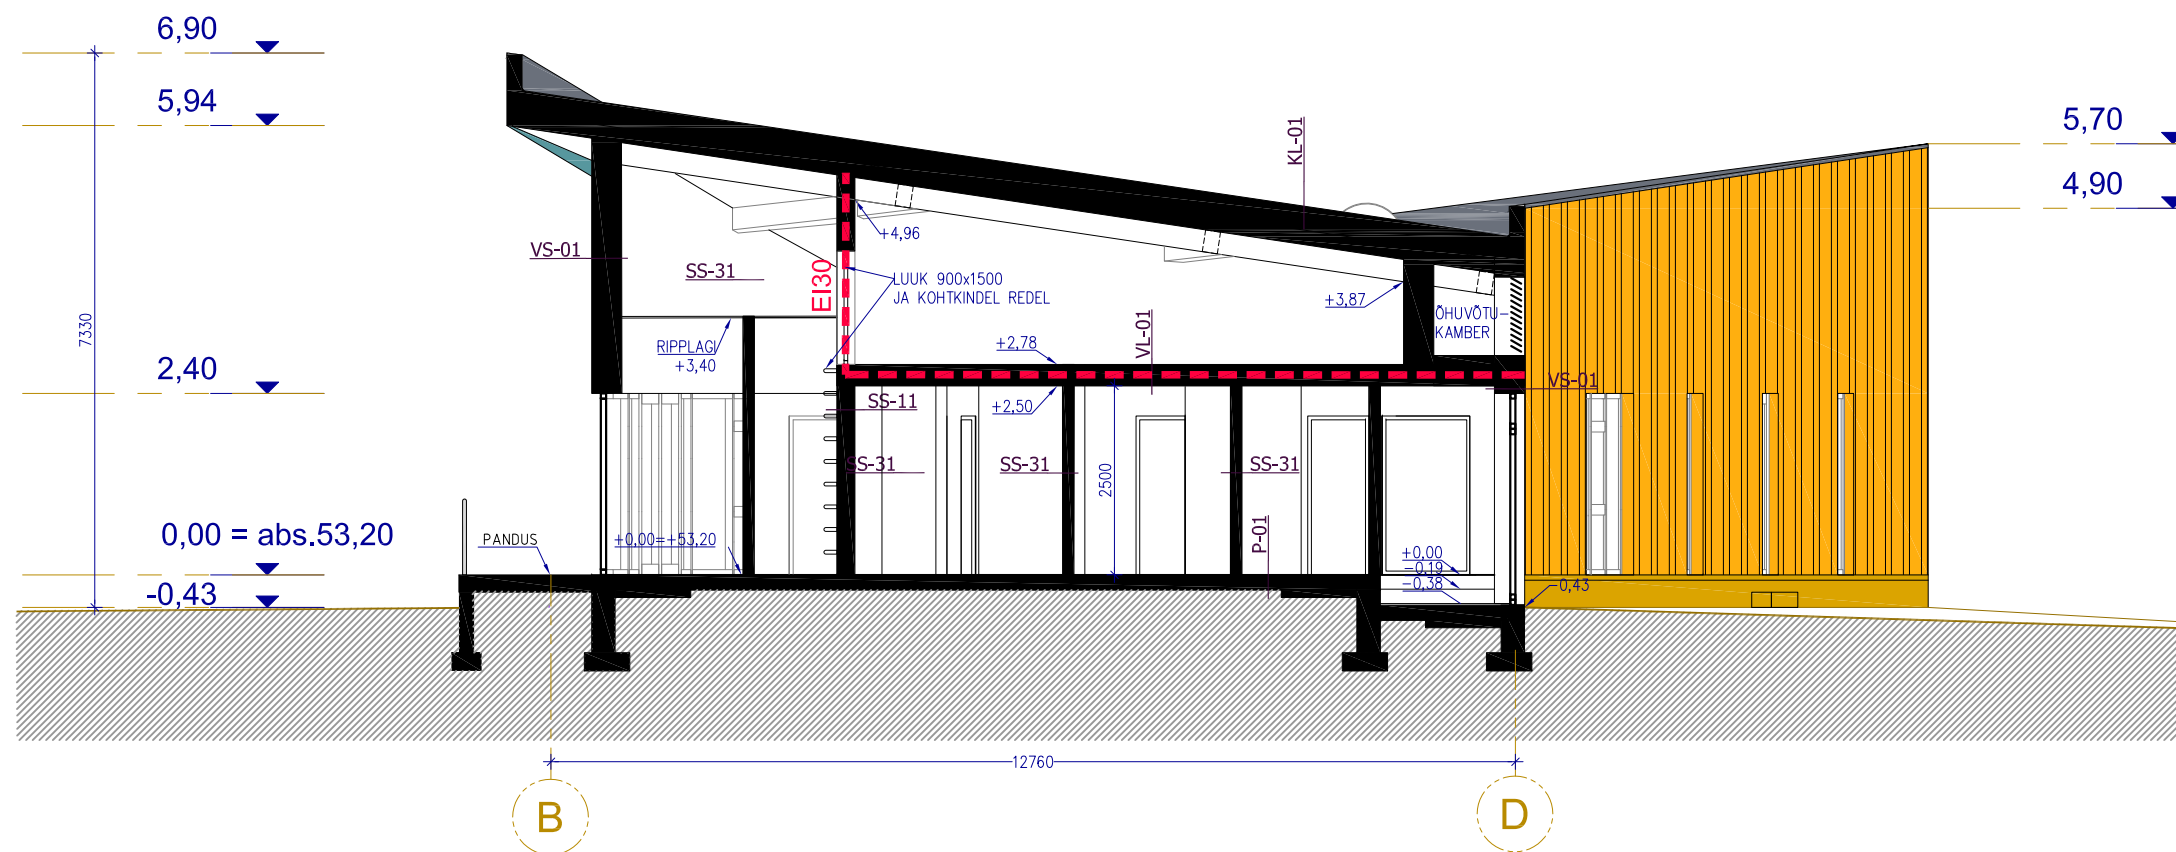 6,90
5,94
5,70
4,90
KL-01
+4,96
VS-01
SS-31
EI30
LUUK 900x1500
JA KOHTKINDEL REDEL
+3,87
ÕHUVÕTU-
KAMBER
7330
RIPPLAGI
+3,40
+2,78
VL-01
2,40
VS-01
SS-11
+2,50
SS-31
SS-31
SS-31
2500
0,00 = abs.53,20
PANDUS
+0,00=+53,20
P-01
+0,00
-0,19
-0,38
-0,43
-0,43
12760
B
D